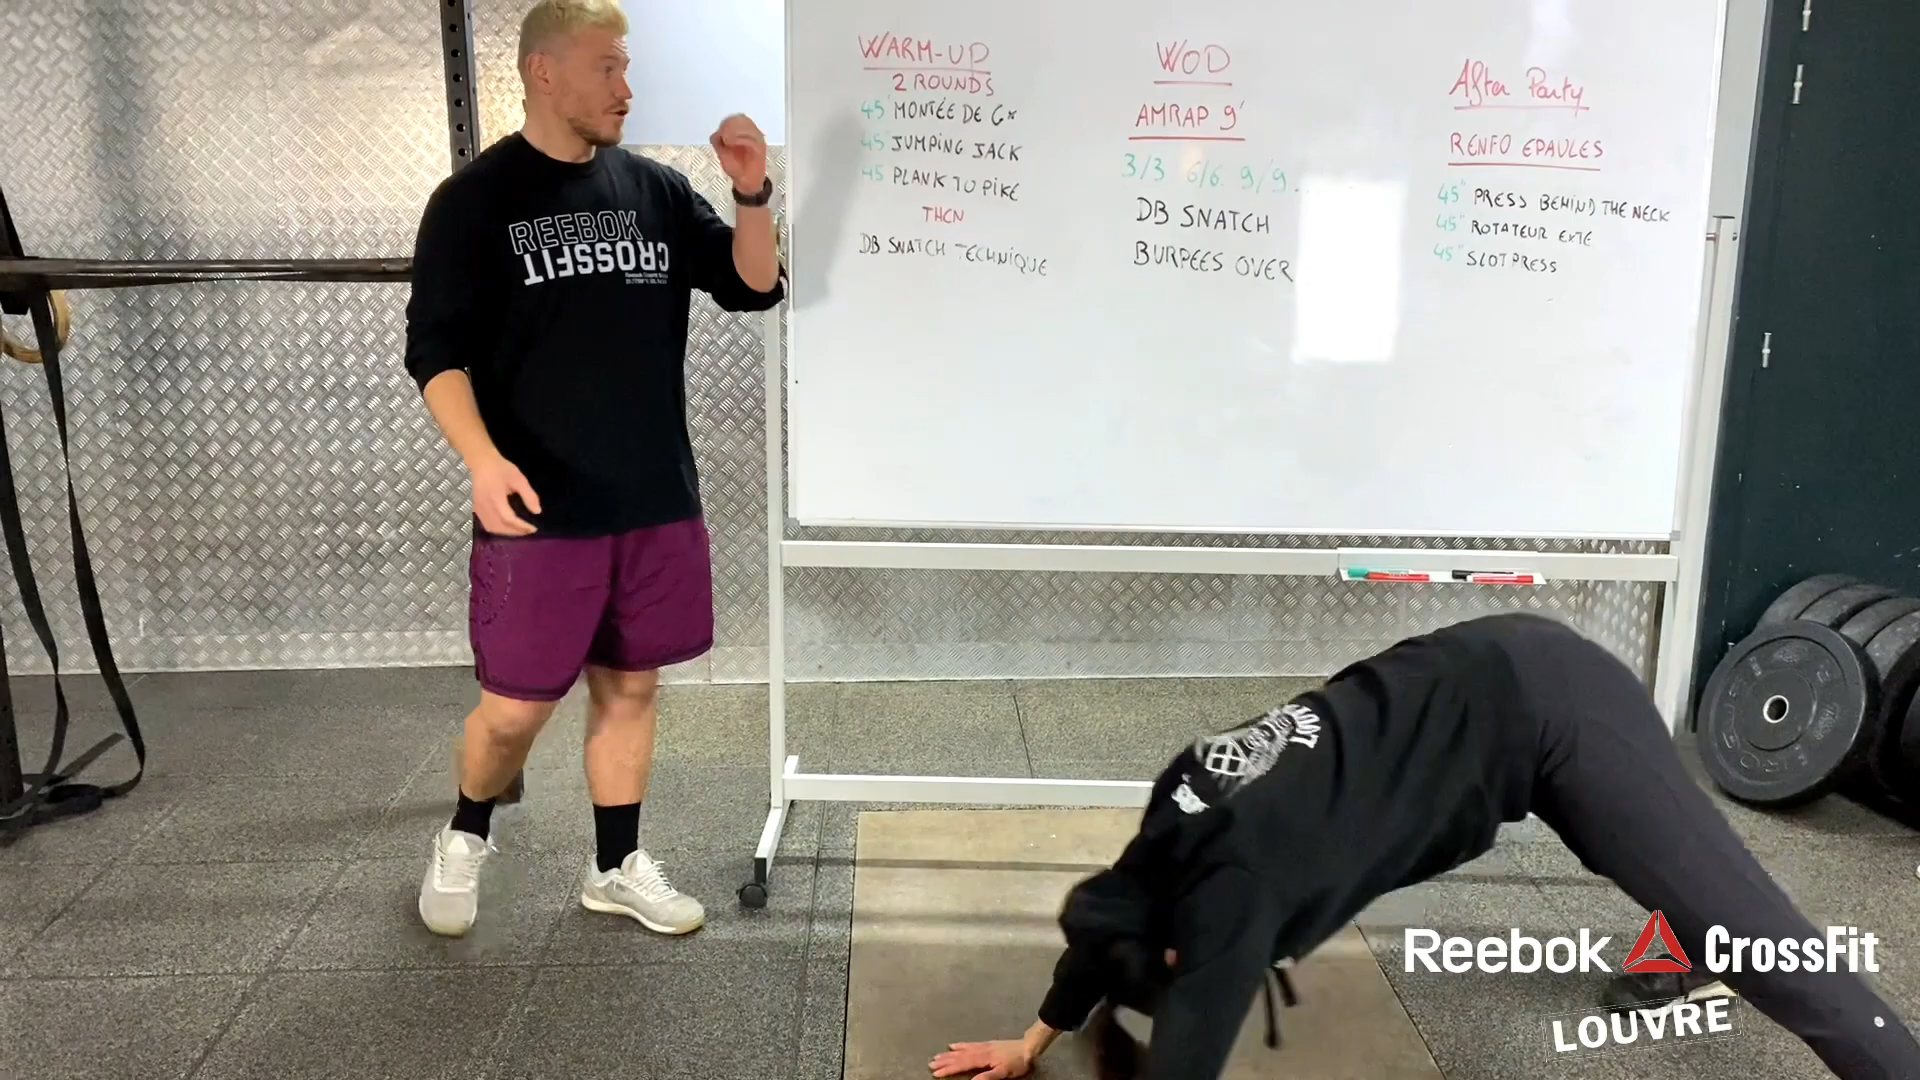 WARM-UP
2 ROUNDS
45" MONTÉE DE Gx
45" JUMPING JACK
45 PLANK TO PIKE
THEN
DB SNATCH TECHNIQUE
WOD
AMRAP 9'
3/3 6/6. 9/9..
DB SNATCH
BURPEES OVER
After Party
RENFO EPAULES
45" PRESS BEHIND THE NECK
45" ROTATEUR EXTE
45" SLOT PRESS
REEBOK
CROSSFIT
Reebok CrossFit
LOUVRE